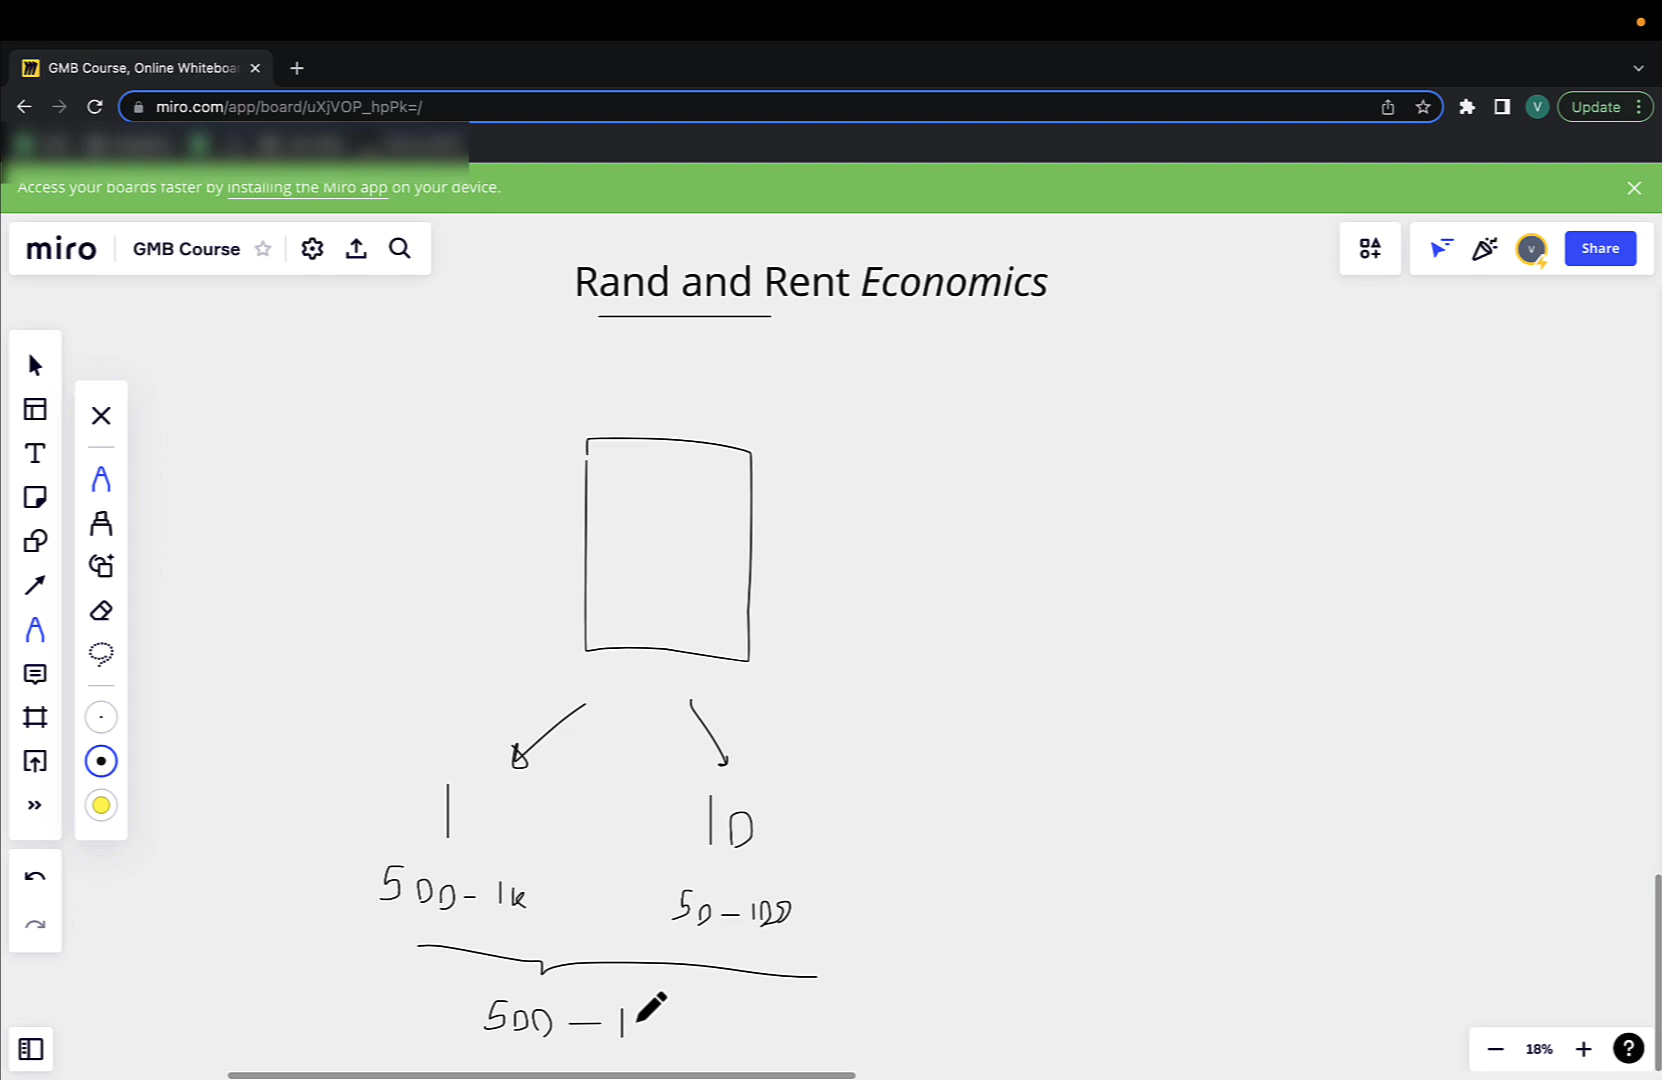 GMB Course, Online Whiteboar
miro.com/app/board/uXjVOP_hpPk=/
V
Update
Access your boards faster by installing the Miro app on your device.
miro
GMB Course
V
Share
Rand and Rent Economics
1
10
500 - 1k
50 - 100
500 - 1
18%